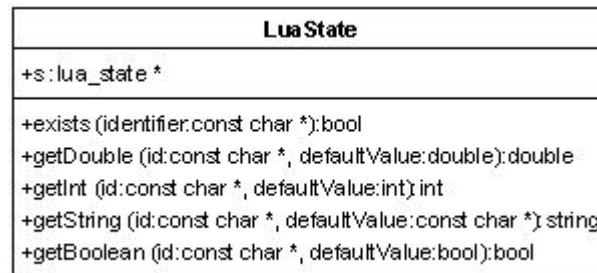 LuaState
+s:lua_state *
+exists (identifier:const char *):bool
+getDouble (id:const char *, defaultValue:double):double
+getInt (id:const char *, defaultValue:int):int
+getString (id:const char *, defaultValue:const char *):string
+getBoolean (id:const char *, defaultValue:bool):bool